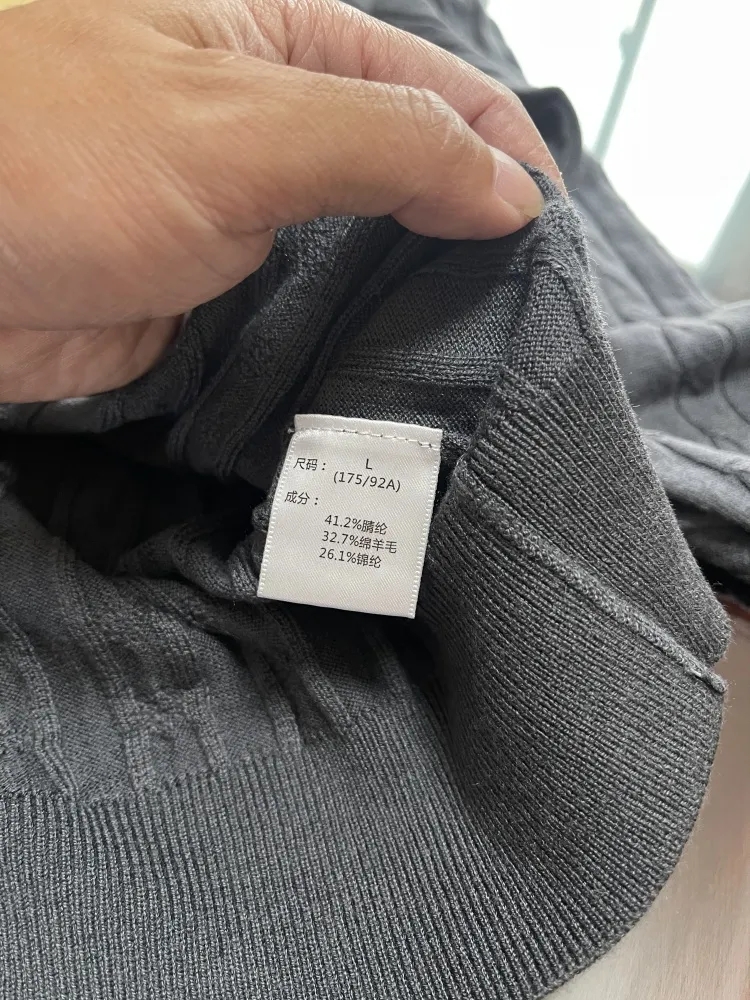 尺码： L
(175/92A)
成分：
41.2%腈纶
32.7%绵羊毛
26.1%锦纶